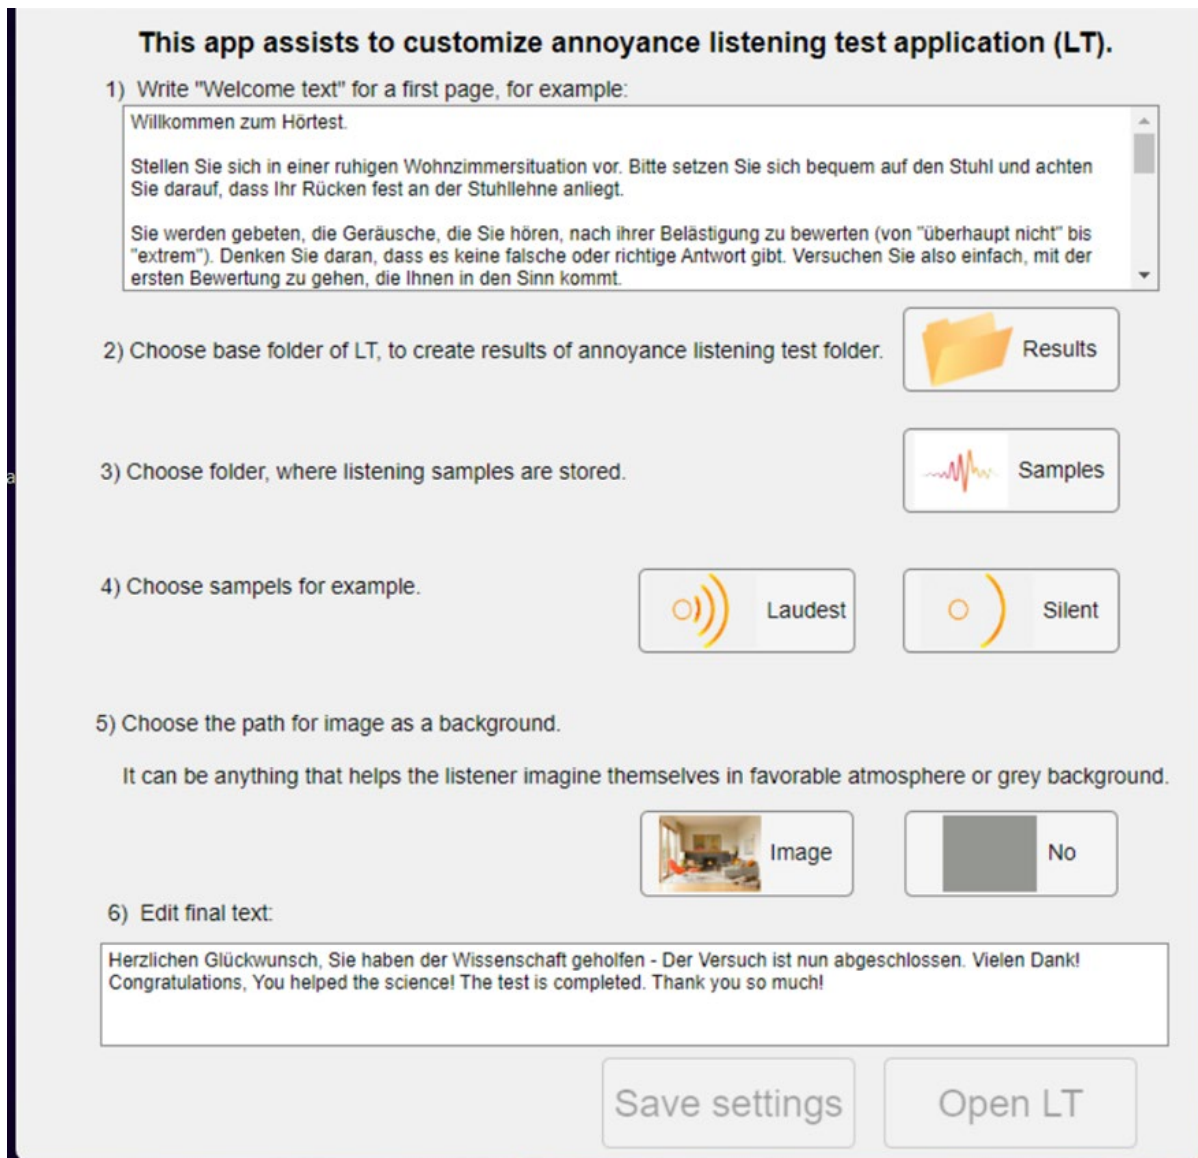 This app assists to customize annoyance listening test application (LT).
1) Write "Welcome text" for a first page, for example:
Willkommen zum Hörtest.
Stellen Sie sich in einer ruhigen Wohnzimmersituation vor. Bitte setzen Sie sich bequem auf den Stuhl und achten
Sie darauf, dass Ihr Rücken fest an der Stuhllehne anliegt.
Sie werden gebeten, die Geräusche, die Sie hören, nach ihrer Belästigung zu bewerten (von "überhaupt nicht" bis
"extrem"). Denken Sie daran, dass es keine falsche oder richtige Antwort gibt. Versuchen Sie also einfach, mit der
ersten Bewertung zu gehen, die Ihnen in den Sinn kommt.
2) Choose base folder of LT, to create results of annoyance listening test folder.
Results
3) Choose folder, where listening samples are stored.
Samples
a
4) Choose sampels for example.
Laudest
Silent
5) Choose the path for image as a background.
It can be anything that helps the listener imagine themselves in favorable atmosphere or grey background.
Image
No
6) Edit final text:
Herzlichen Glückwunsch, Sie haben der Wissenschaft geholfen - Der Versuch ist nun abgeschlossen. Vielen Dank!
Congratulations, You helped the science! The test is completed. Thank you so much!
Save settings
Open LT